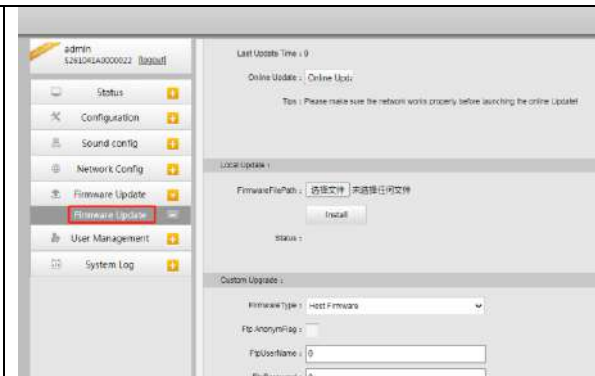 admin
S261041A0000022 [logout]
Status
Configuration
Sound config
Network Config
Firmware Update
Firmware Update
User Management
System Log
Last Update Time : 0
Online Update : Online Upda
Tips : Please make sure the network works properly before launching the online Update!
Local Update :
FirmwareFilePath : 选择文件 未选择任何文件
Install
Status :
Custom Upgrade :
FirmwareType : Host Firmware
Ftp AnonymFlag :
FtpUserName : 0